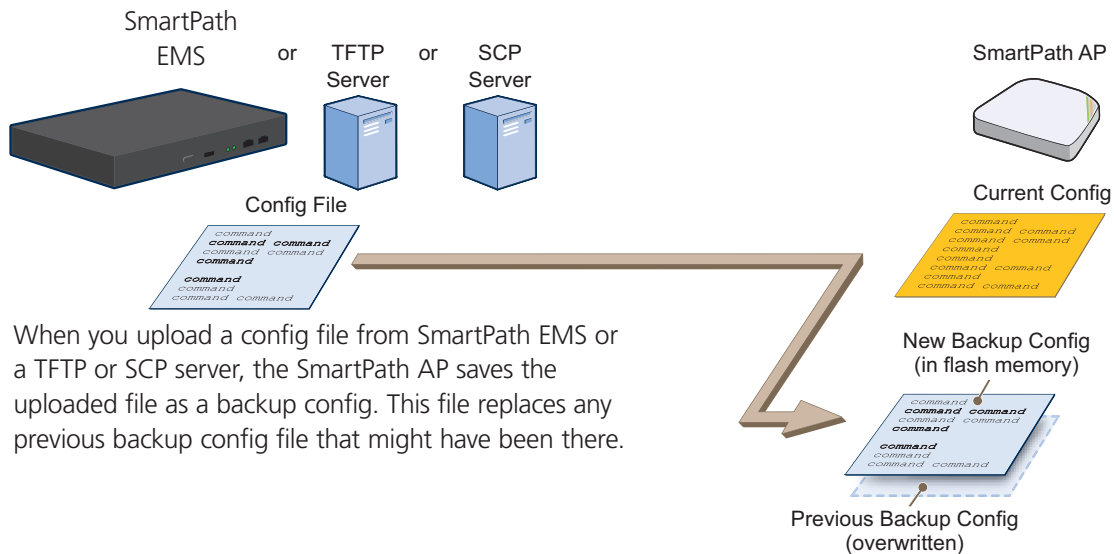 SmartPath
EMS
or
TFTP
Server
or
SCP
Server
SmartPath AP
Config File
command
command command
command command
command
command
command
command command
Current Config
command
command command
command command
command
command
command command
command
command command
When you upload a config file from SmartPath EMS or
a TFTP or SCP server, the SmartPath AP saves the
uploaded file as a backup config. This file replaces any
previous backup config file that might have been there.
New Backup Config
(in flash memory)
command
command command
command command
command
command
command
command command
Previous Backup Config
(overwritten)